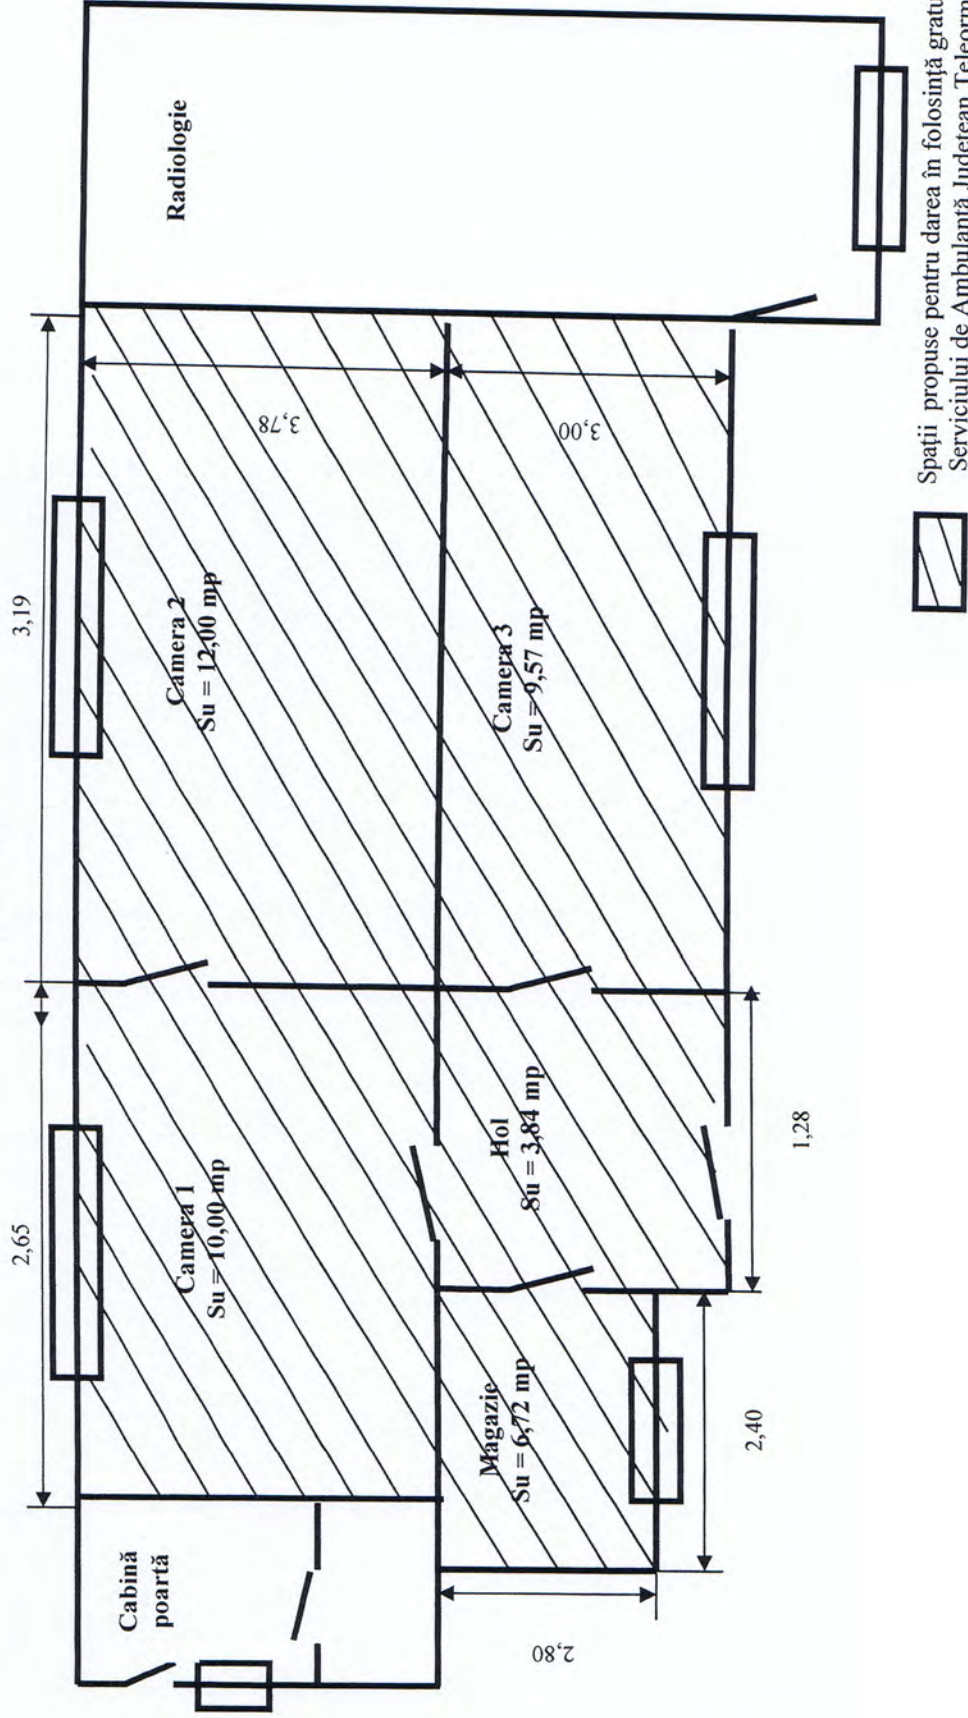 Radiologie
3,19
3,78
3,00
Camera 2
Su = 12,00 mp
Camera 3
Su = 9,57 mp
2,65
Camera 1
Su = 10,00 mp
Hol
Su = 3,84 mp
1,28
Magazie
Su = 6,72 mp
2,40
2,80
Cabină
poartă
Spații propuse pentru darea în folosință
Serviciului de Ambulanță Județean